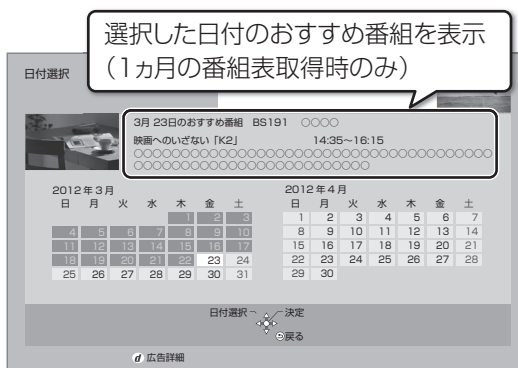 選択した日付のおすすめ番組を表示
（1ヵ月の番組表取得時のみ）
日付選択
3月 23日のおすすめ番組 BS191 ○○○○
映画へのいざない「K2」 14:35〜16:15
○○○○○○○○○○○○○○○○○○○○○○○○○○○○○○○○○○○○○
○○○○○○○○○○○○○○○○○○○○○○○○
2012年3月
日 月 火 水 木 金 土
1 2 3
4 5 6 7 8 9 10
11 12 13 14 15 16 17
18 19 20 21 22 23 24
25 26 27 28 29 30 31
2012年4月
日 月 火 水 木 金 土
1 2 3 4 5 6 7
8 9 10 11 12 13 14
15 16 17 18 19 20 21
22 23 24 25 26 27 28
29 30
日付選択 決定
戻る
d 広告詳細